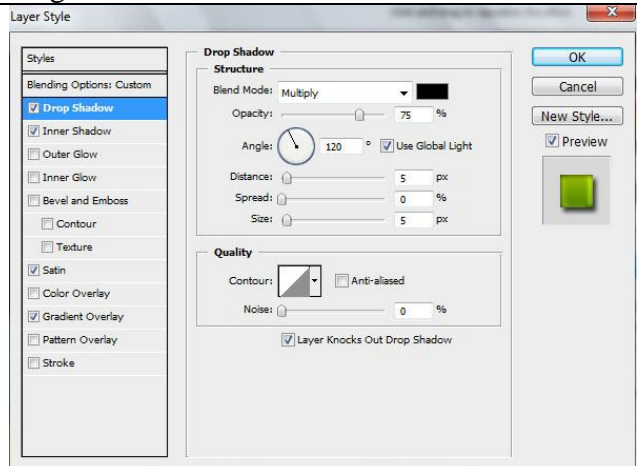 Layer Style
Styles
Blending Options: Custom
Drop Shadow
Inner Shadow
Outer Glow
Inner Glow
Bevel and Emboss
Contour
Texture
Satin
Color Overlay
Gradient Overlay
Pattern Overlay
Stroke
Drop Shadow
Structure
Blend Mode: Multiply
Opacity: 75 %
Angle: 120 ° Use Global Light
Distance: 5 px
Spread: 0 %
Size: 5 px
Quality
Contour: Anti-aliased
Noise: 0 %
Layer Knocks Out Drop Shadow
OK
Cancel
New Style...
Preview